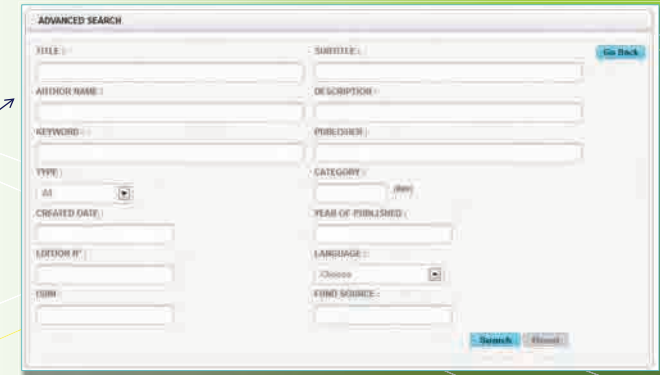 ADVANCED SEARCH
TITLE :
SUBTITLE :
Go Back
AUTHOR NAME :
DESCRIPTION :
KEYWORD :
PUBLISHER :
TYPE :
CATEGORY :
All
CREATED DATE :
YEAR OF PUBLISHED :
EDITION N° :
LANGUAGE :
Choose
ISBN :
FUND SOURCE :
Search
Reset